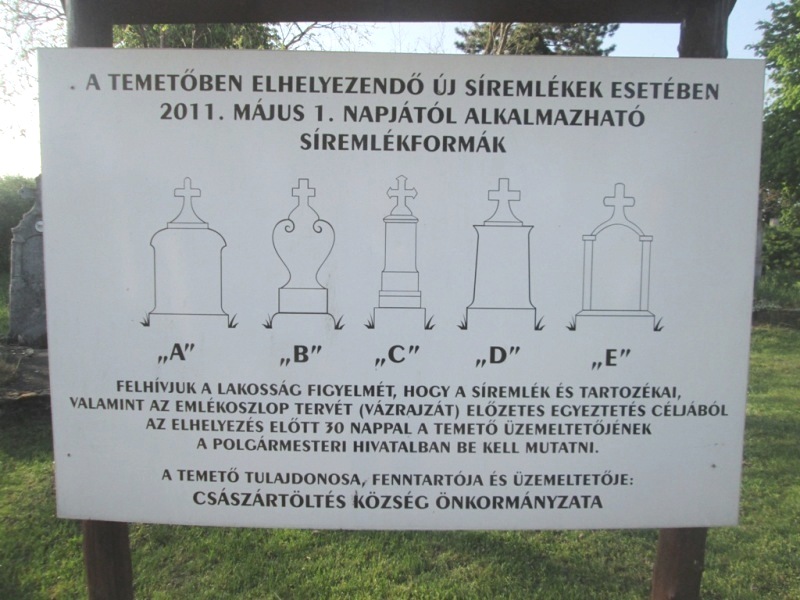 A TEMETŐBEN ELHELYEZENDŐ ÚJ SÍREMLÉKEK ESETÉBEN
2011. MÁJUS 1. NAPJÁTÓL ALKALMAZHATÓ
SÍREMLÉKFORMÁK
„A” „B” „C” „D” „E”
FELHÍVJUK A LAKOSSÁG FIGYELMÉT, HOGY A SÍREMLÉK ÉS TARTOZÉKAI,
VALAMINT AZ EMLÉKOSZLOP TERVÉT (VÁZRAJZÁT) ELŐZETES EGYEZTETÉS CÉLJÁBÓL
AZ ELHELYEZÉS ELŐTT 30 NAPPAL A TEMETŐ ÜZEMELTETŐJÉNEK
A POLGÁRMESTERI HIVATALBAN BE KELL MUTATNI.
A TEMETŐ TULAJDONOSA, FENNTARTÓJA ÉS ÜZEMELTETŐJE:
CSÁSZÁRTÖLTÉS KÖZSÉG ÖNKORMÁNYZATA